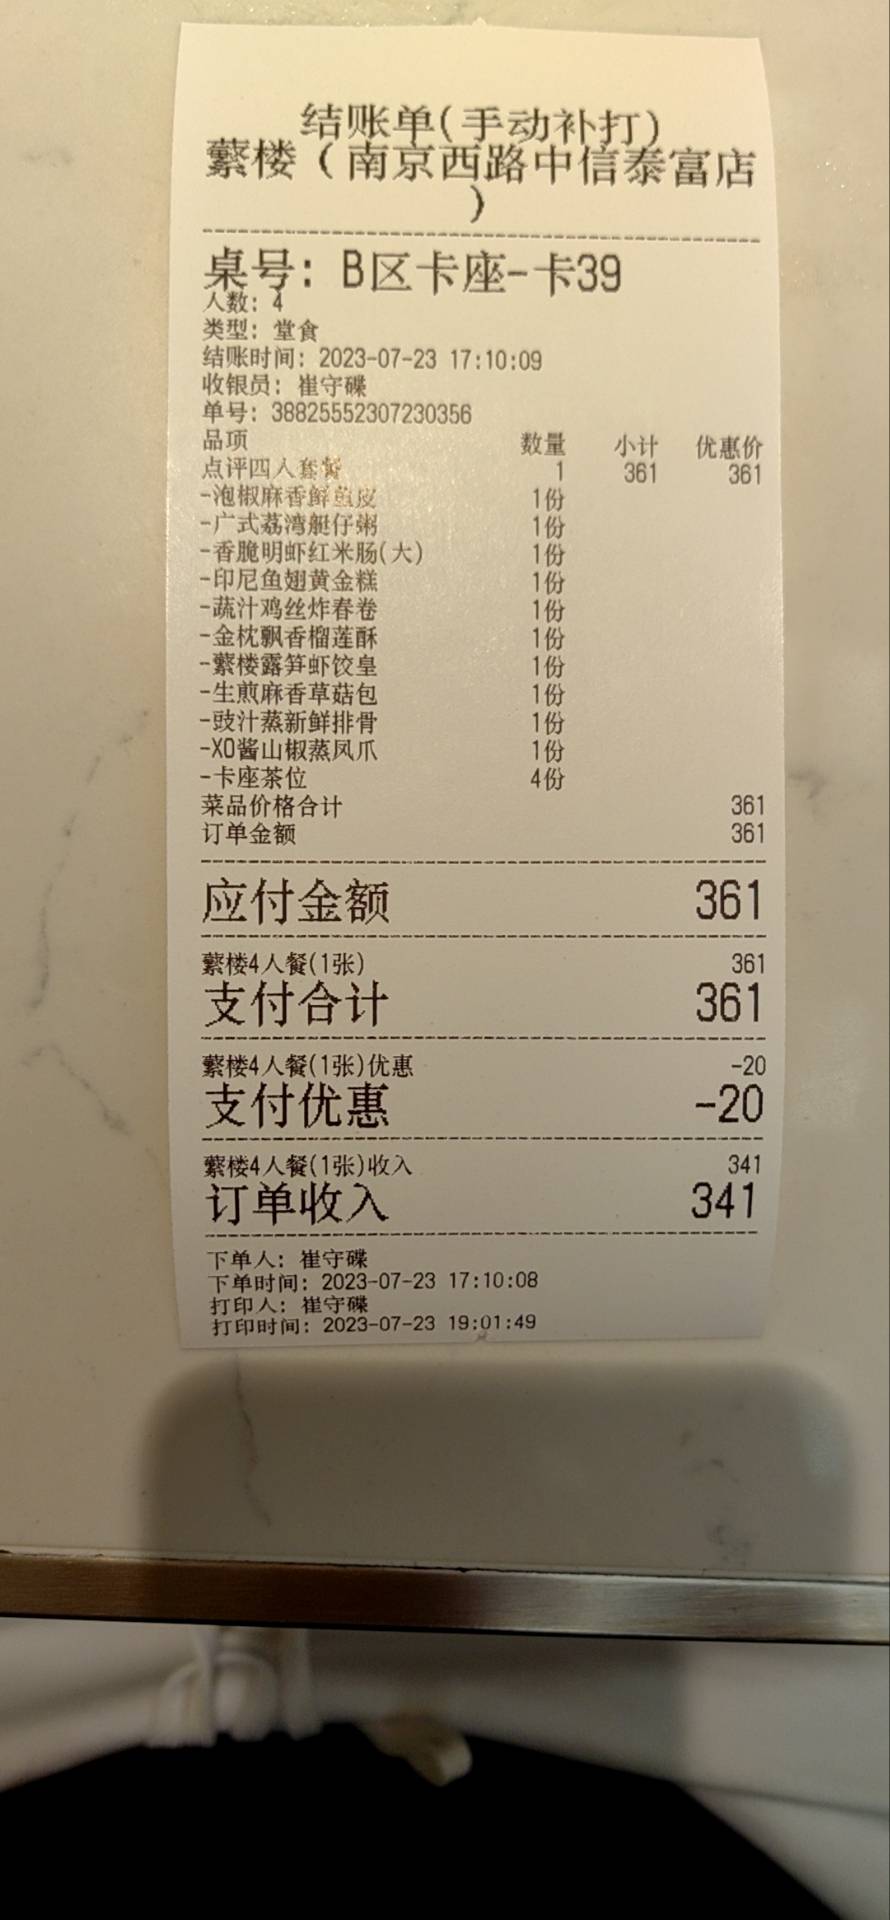 结账单(手动补打)
蘩楼（南京西路中信泰富店
）
桌号: B区卡座-卡39
人数: 4
类型: 堂食
结账时间: 2023-07-23 17:10:09
收银员: 崔守碟
单号: 38825552307230356
品项 数量 小计 优惠价
点评四人套餐 1 361 361
-泡椒麻香鲜鱼皮 1份
-广式荔湾艇仔粥 1份
-香脆明虾红米肠(大) 1份
-印尼鱼翅黄金糕 1份
-蔬汁鸡丝炸春卷 1份
-金枕飘香榴莲酥 1份
-蘩楼露笋虾饺皇 1份
-生煎麻香草菇包 1份
-豉汁蒸新鲜排骨 1份
-XO酱山椒蒸凤爪 1份
-卡座茶位 4份
菜品价格合计 361
订单金额 361
应付金额 361
蘩楼4人餐(1张) 361
支付合计 361
蘩楼4人餐(1张)优惠 -20
支付优惠 -20
蘩楼4人餐(1张)收入 341
订单收入 341
下单人: 崔守碟
下单时间: 2023-07-23 17:10:08
打印人: 崔守碟
打印时间: 2023-07-23 19:01:49